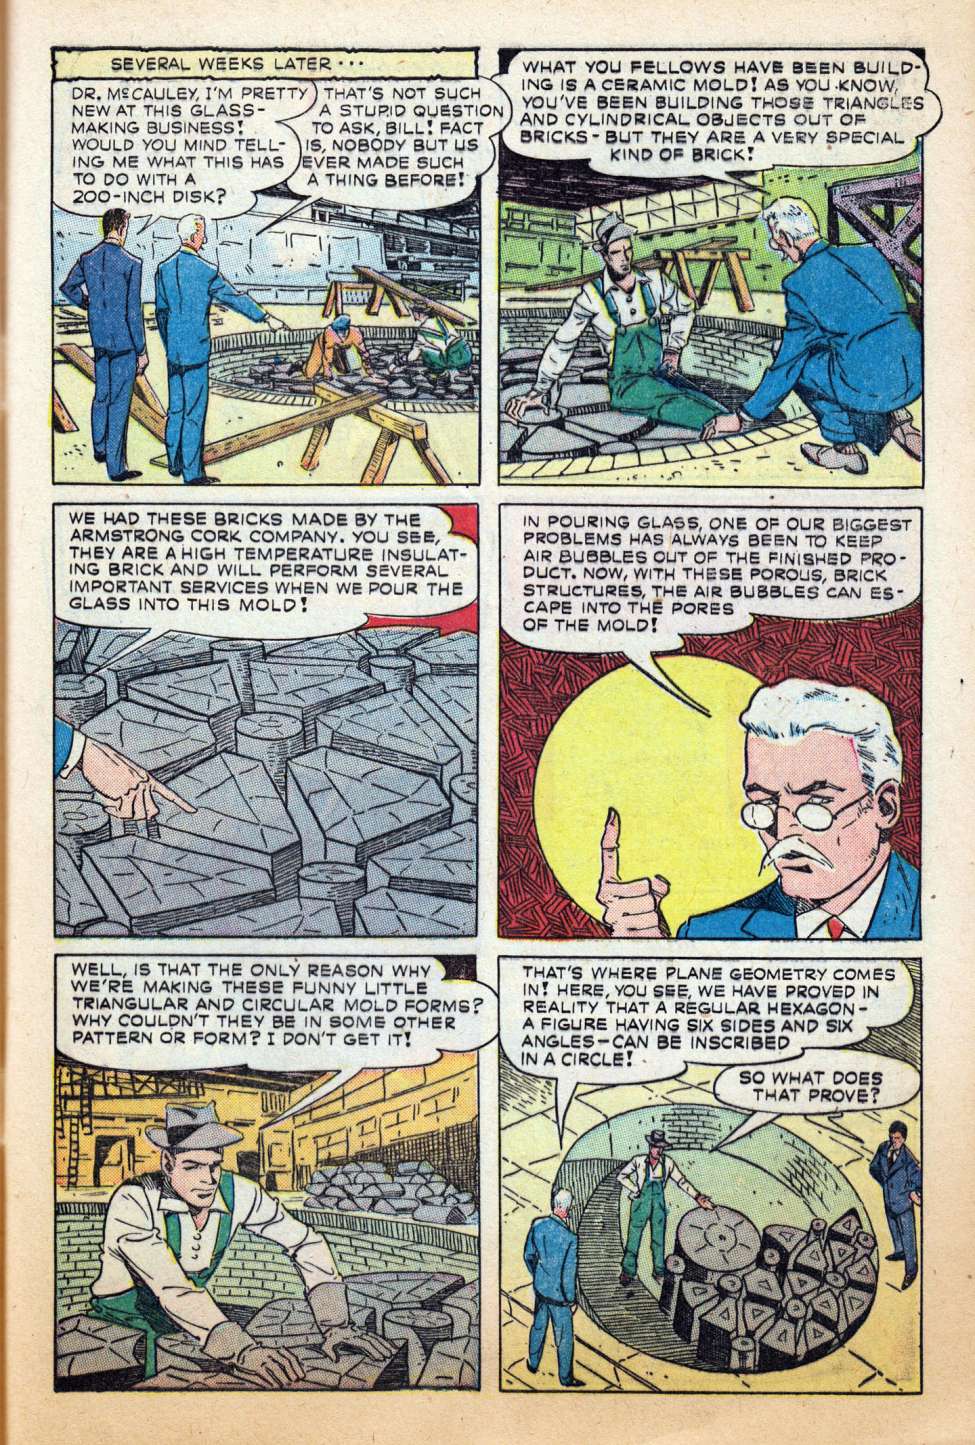 SEVERAL WEEKS LATER···
DR. McCAULEY, I'M PRETTY
NEW AT THIS GLASS-
MAKING BUSINESS!
WOULD YOU MIND TELL-
ING ME WHAT THIS HAS
TO DO WITH A
200-INCH DISK?
THAT'S NOT SUCH
A STUPID QUESTION
TO ASK, BILL! FACT
IS, NOBODY BUT US
EVER MADE SUCH
A THING BEFORE!
WHAT YOU FELLOWS HAVE BEEN BUILD-
ING IS A CERAMIC MOLD! AS YOU KNOW,
YOU'VE BEEN BUILDING THOSE TRIANGLES
AND CYLINDRICAL OBJECTS OUT OF
BRICKS-BUT THEY ARE A VERY SPECIAL
KIND OF BRICK!
WE HAD THESE BRICKS MADE BY THE
ARMSTRONG CORK COMPANY. YOU SEE,
THEY ARE A HIGH TEMPERATURE INSULAT-
ING BRICK AND WILL PERFORM SEVERAL
IMPORTANT SERVICES WHEN WE POUR THE
GLASS INTO THIS MOLD!
IN POURING GLASS, ONE OF OUR BIGGEST
PROBLEMS HAS ALWAYS BEEN TO KEEP
AIR BUBBLES OUT OF THE FINISHED PRO-
DUCT. NOW, WITH THESE POROUS, BRICK
STRUCTURES, THE AIR BUBBLES CAN ES-
CAPE INTO THE PORES
OF THE MOLD!
WELL, IS THAT THE ONLY REASON WHY
WE'RE MAKING THESE FUNNY LITTLE
TRIANGULAR AND CIRCULAR MOLD FORMS?
WHY COULDN'T THEY BE IN SOME OTHER
PATTERN OR FORM? I DON'T GET IT!
THAT'S WHERE PLANE GEOMETRY COMES
IN! HERE, YOU SEE, WE HAVE PROVED IN
REALITY THAT A REGULAR HEXAGON-
A FIGURE HAVING SIX SIDES AND SIX
ANGLES-CAN BE INSCRIBED
IN A CIRCLE!
SO WHAT DOES
THAT PROVE?